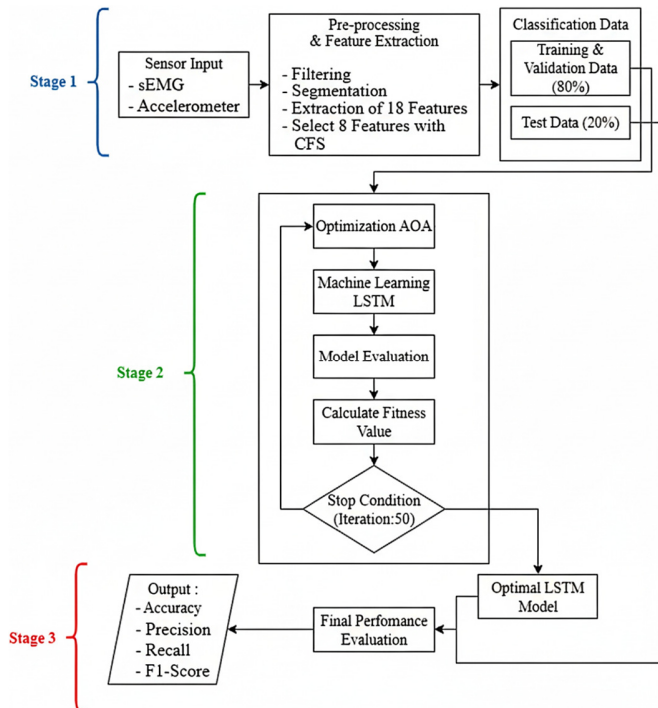 Stage 1
Sensor Input
- sEMG
- Accelerometer
Pre-processing
& Feature Extraction
- Filtering
- Segmentation
- Extraction of 18 Features
- Select 8 Features with
CFS
Classification Data
Training &
Validation Data
(80%)
Test Data (20%)
Stage 2
Optimization AOA
Machine Learning
LSTM
Model Evaluation
Calculate Fitness
Value
Stop Condition
(Iteration:50)
Stage 3
Output :
- Accuracy
- Precision
- Recall
- F1-Score
Final Perfomance
Evaluation
Optimal LSTM
Model